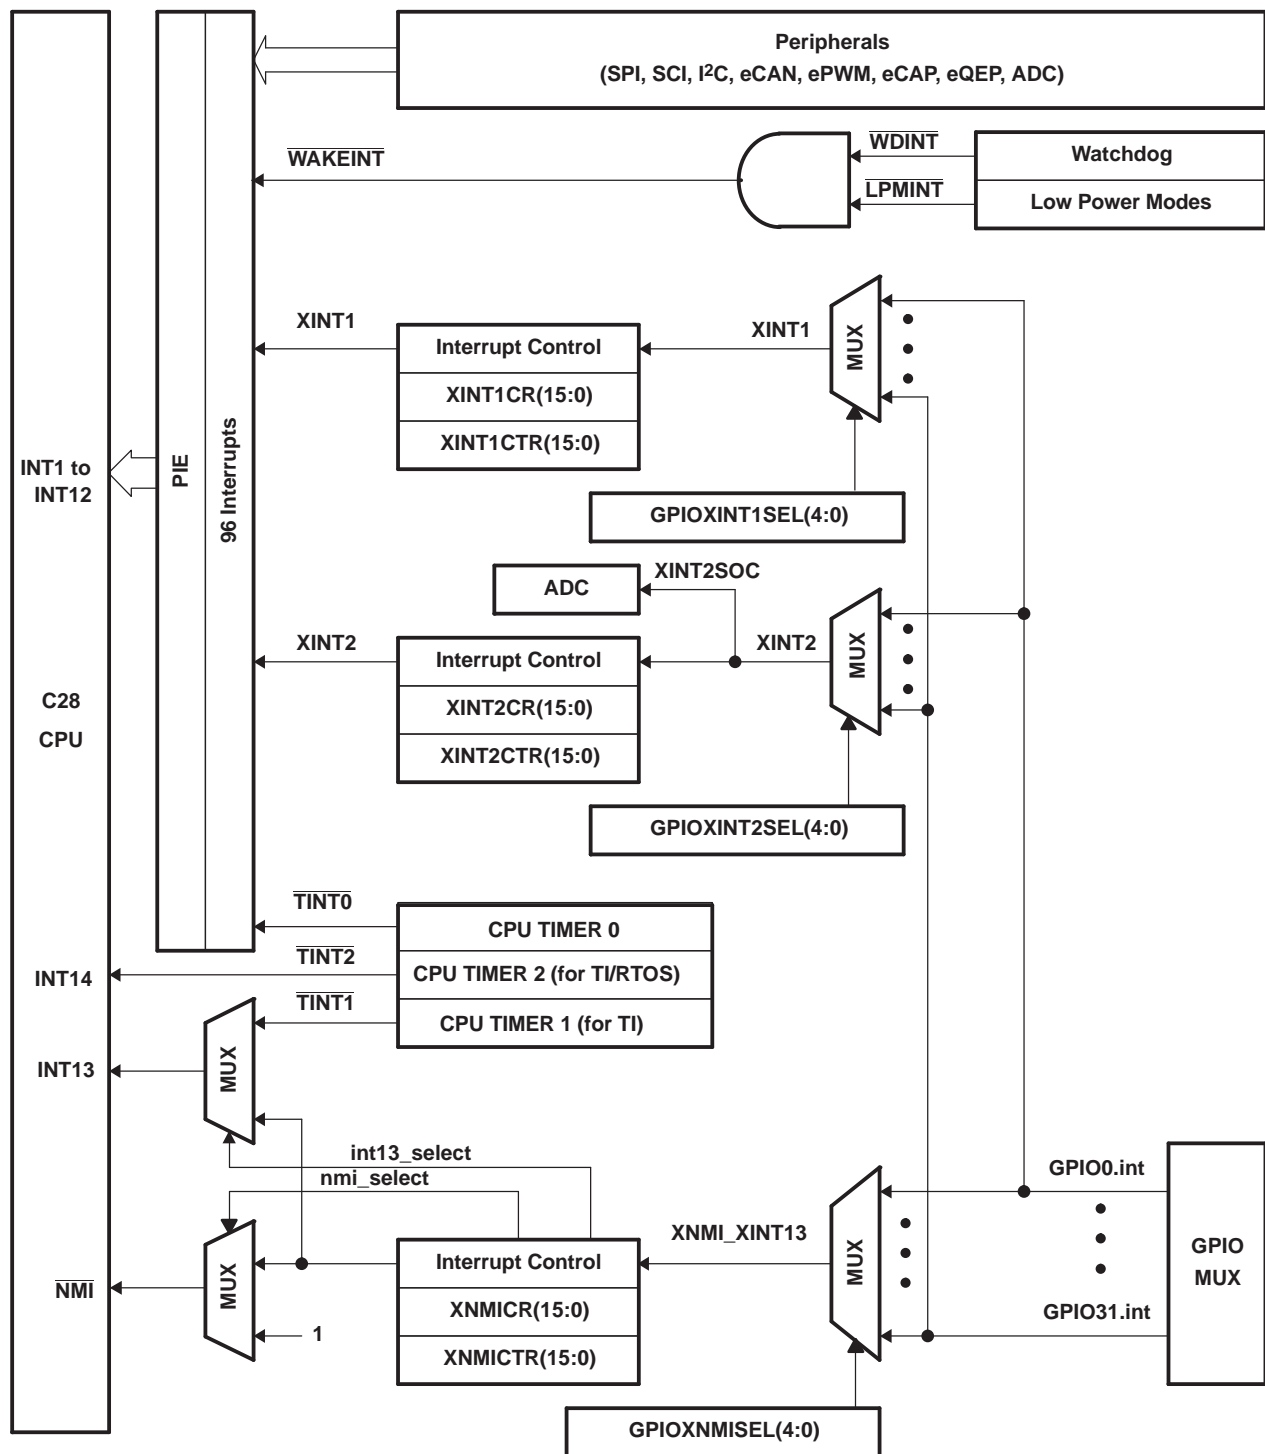 Peripherals
(SPI, SCI, I²C, eCAN, ePWM, eCAP, eQEP, ADC)
WDINT
Watchdog
WAKEINT
LPMINT
Low Power Modes
XINT1
Interrupt Control
XINT1
MUX
XINT1CR(15:0)
XINT1CTR(15:0)
INT1 to
INT12
PIE
96 Interrupts
GPIOXINT1SEL(4:0)
ADC
XINT2SOC
XINT2
Interrupt Control
XINT2
MUX
XINT2CR(15:0)
XINT2CTR(15:0)
C28
CPU
GPIOXINT2SEL(4:0)
TINT0
CPU TIMER 0
TINT2
INT14
CPU TIMER 2 (for TI/RTOS)
TINT1
CPU TIMER 1 (for TI)
INT13
MUX
int13_select
nmi_select
GPIO0.int
XNMI_XINT13
MUX
Interrupt Control
GPIO
MUX
NMI
MUX
XNMICR(15:0)
GPIO31.int
1
XNMICTR(15:0)
GPIOXNMISEL(4:0)